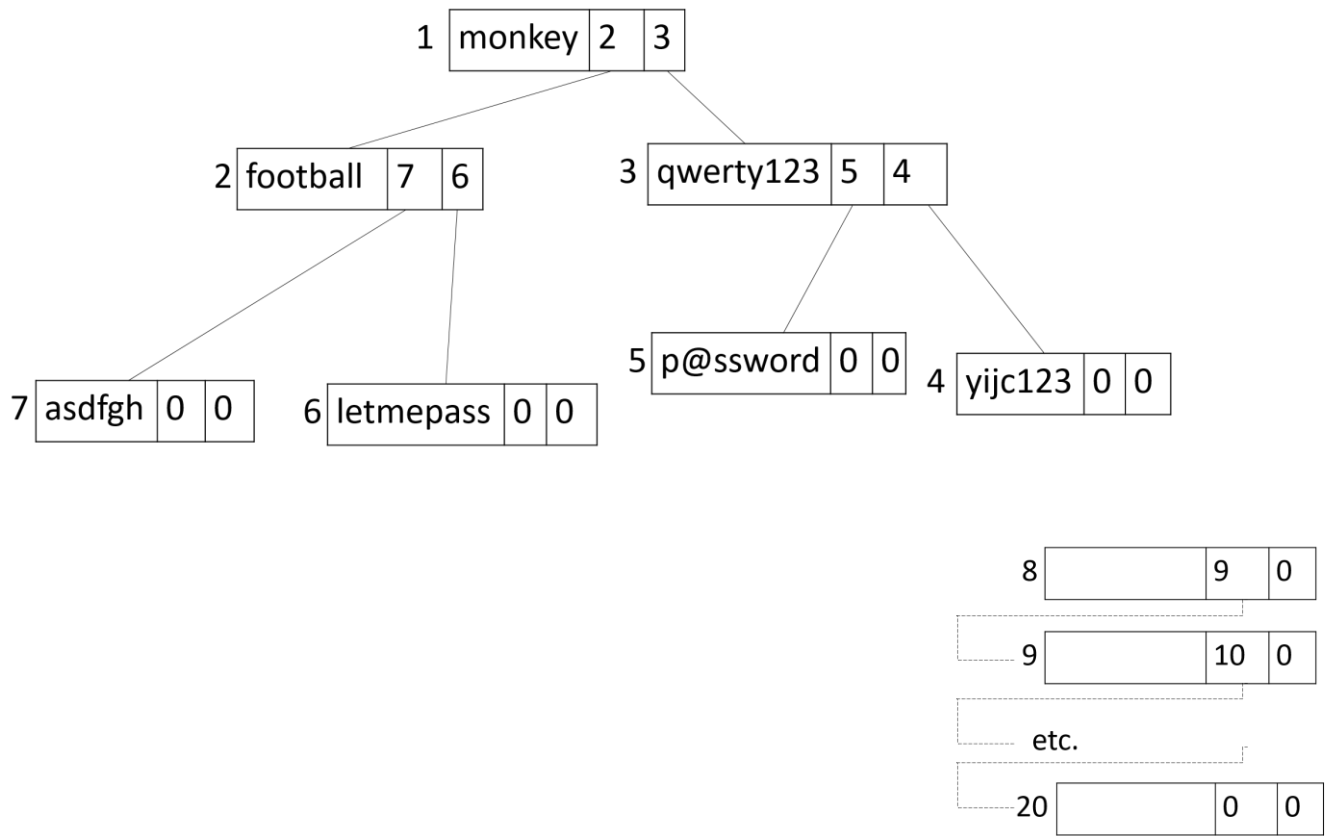 1 monkey 2 3
2 football 7 6
3 qwerty123 5 4
5 p@ssword 0 0
4 yijc123 0 0
7 asdfgh 0 0
6 letmepass 0 0
8 9 0
9 10 0
etc.
20 0 0